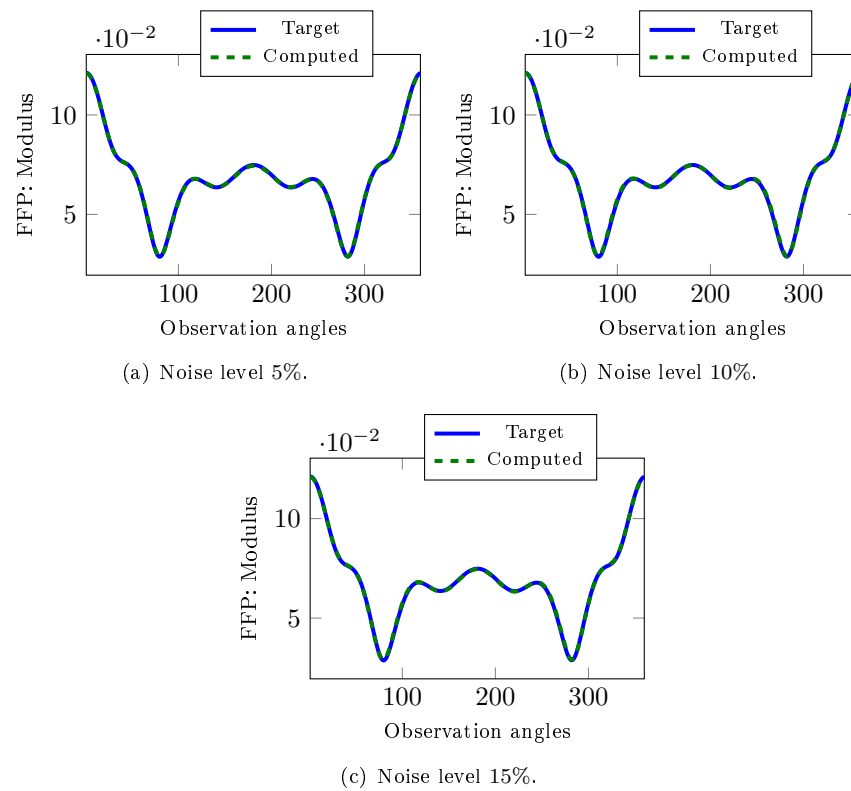 ·10−2
Target
Computed
10
5
FFP: Modulus
100 200 300
Observation angles
(a) Noise level 5%.
·10−2
Target
Computed
10
5
FFP: Modulus
100 200 300
Observation angles
(b) Noise level 10%.
·10−2
Target
Computed
10
5
FFP: Modulus
100 200 300
Observation angles
(c) Noise level 15%.